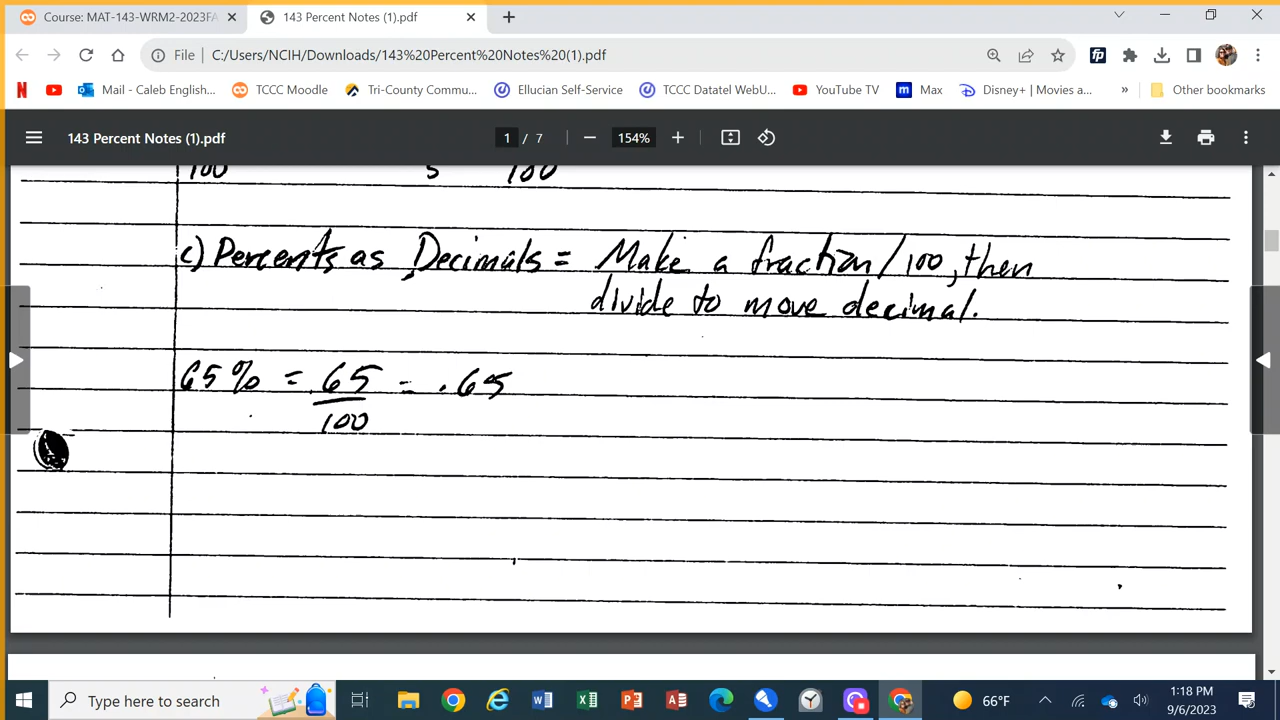 Course: MAT-143-WRM2-2023FA
143 Percent Notes (1).pdf
File
C:/Users/NCIH/Downloads/143%20Percent%20Notes%20(1).pdf
Mail - Caleb English...
TCCC Moodle
Tri-County Commu...
Ellucian Self-Service
TCCC Datatel WebU...
YouTube TV
m Max
Disney+ | Movies a...
»
Other bookmarks
143 Percent Notes (1).pdf
1 / 7
154%
100 5 100
c) Percents as Decimals = Make a fraction/100, then
divide to move decimal.
65% = 65 = .65
100
Type here to search
66°F
1:18 PM
9/6/2023